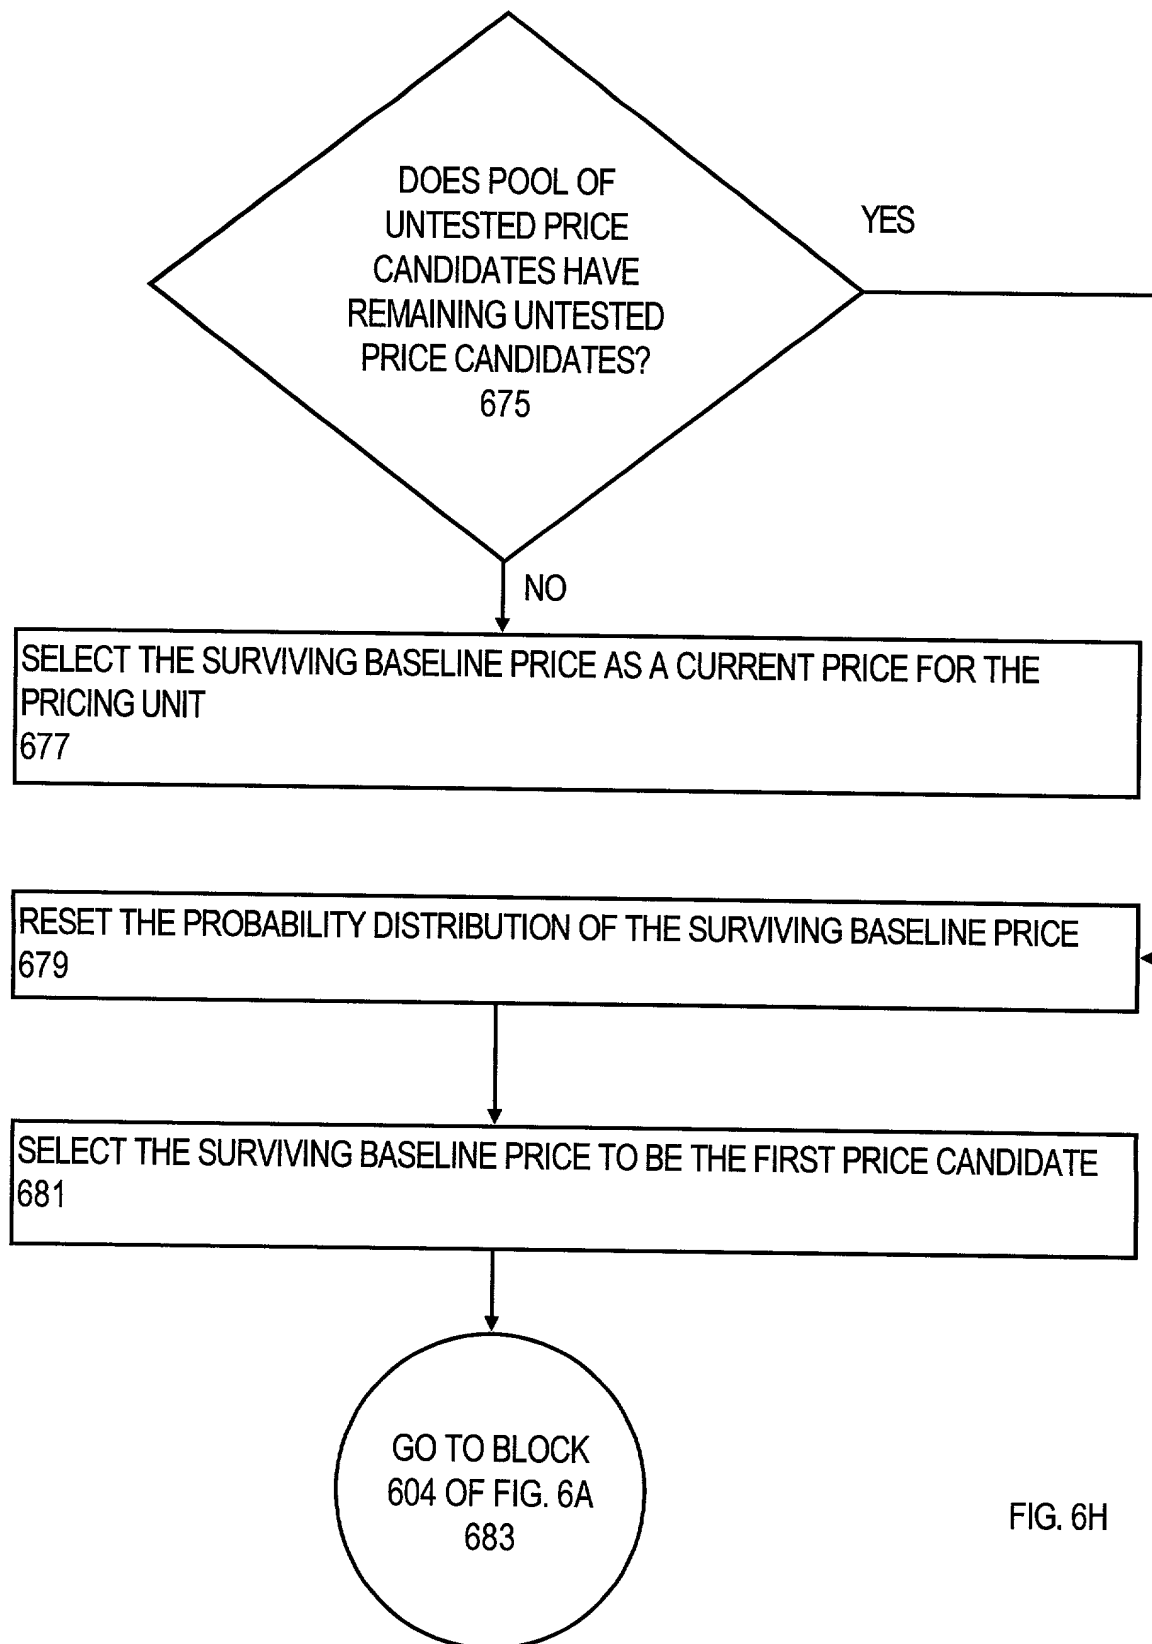 DOES POOL OF
UNTESTED PRICE
CANDIDATES HAVE
REMAINING UNTESTED
PRICE CANDIDATES?
675
YES
NO
SELECT THE SURVIVING BASELINE PRICE AS A CURRENT PRICE FOR THE
PRICING UNIT
677
RESET THE PROBABILITY DISTRIBUTION OF THE SURVIVING BASELINE PRICE
679
SELECT THE SURVIVING BASELINE PRICE TO BE THE FIRST PRICE CANDIDATE
681
GO TO BLOCK
604 OF FIG. 6A
683
FIG. 6H